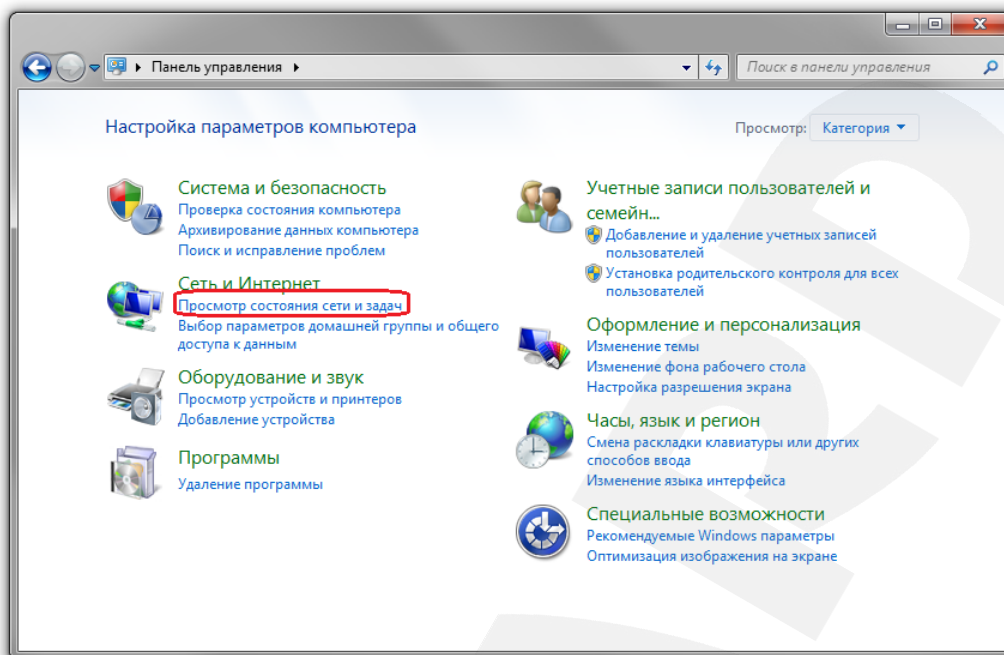 Панель управления
Поиск в панели управления
Настройка параметров компьютера
Просмотр: Категория
Система и безопасность
Проверка состояния компьютера
Архивирование данных компьютера
Поиск и исправление проблем
Сеть и Интернет
Просмотр состояния сети и задач
Выбор параметров домашней группы и общего
доступа к данным
Оборудование и звук
Просмотр устройств и принтеров
Добавление устройства
Программы
Удаление программы
Учетные записи пользователей и
семейн...
Добавление и удаление учетных записей
пользователей
Установка родительского контроля для всех
пользователей
Оформление и персонализация
Изменение темы
Изменение фона рабочего стола
Настройка разрешения экрана
Часы, язык и регион
Смена раскладки клавиатуры или других
способов ввода
Изменение языка интерфейса
Специальные возможности
Рекомендуемые Windows параметры
Оптимизация изображения на экране